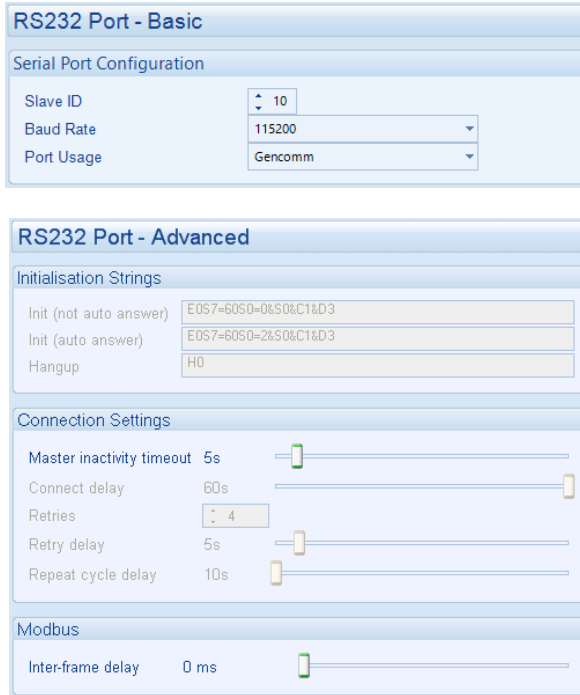 RS232 Port - Basic
Serial Port Configuration
Slave ID 10
Baud Rate 115200
Port Usage Gencomm
RS232 Port - Advanced
Initialisation Strings
Init (not auto answer) E0S7=60S0=0&S0&C1&D3
Init (auto answer) E0S7=60S0=2&S0&C1&D3
Hangup H0
Connection Settings
Master inactivity timeout 5s
Connect delay 60s
Retries 4
Retry delay 5s
Repeat cycle delay 10s
Modbus
Inter-frame delay 0 ms